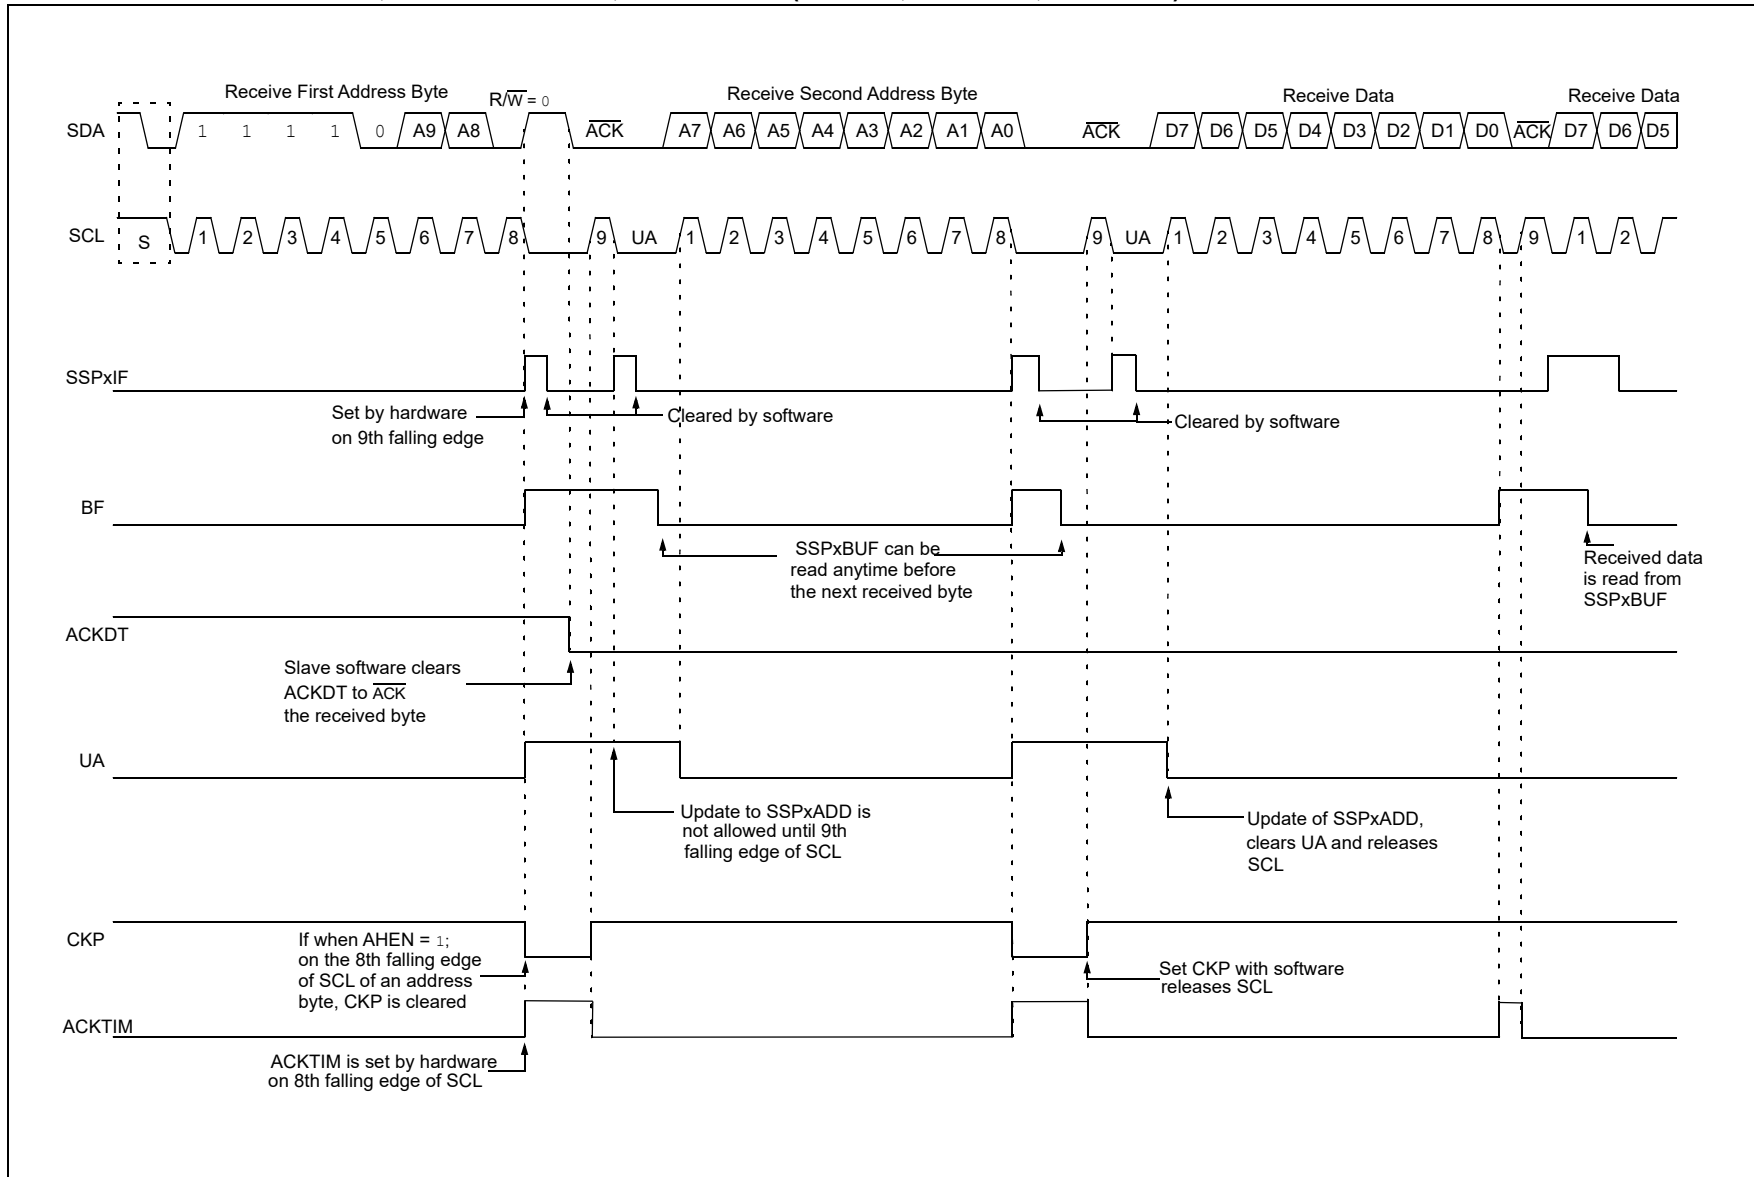 Receive First Address Byte
R/W = 0
Receive Second Address Byte
Receive Data
Receive Data
SDA
1 1 1 1 0 A9 A8
ACK
A7 A6 A5 A4 A3 A2 A1 A0
ACK
D7 D6 D5 D4 D3 D2 D1 D0
ACK
D7 D6 D5
SCL
S
1 2 3 4 5 6 7 8
9 UA
1 2 3 4 5 6 7 8
9 UA
1 2 3 4 5 6 7 8
9 1 2
SSPxIF
Set by hardware
on 9th falling edge
Cleared by software
Cleared by software
BF
SSPxBUF can be
read anytime before
the next received byte
Received data
is read from
SSPxBUF
ACKDT
Slave software clears
ACKDT to ACK
the received byte
UA
Update to SSPxADD is
not allowed until 9th
falling edge of SCL
Update of SSPxADD,
clears UA and releases
SCL
CKP
If when AHEN = 1;
on the 8th falling edge
of SCL of an address
byte, CKP is cleared
Set CKP with software
releases SCL
ACKTIM
ACKTIM is set by hardware
on 8th falling edge of SCL